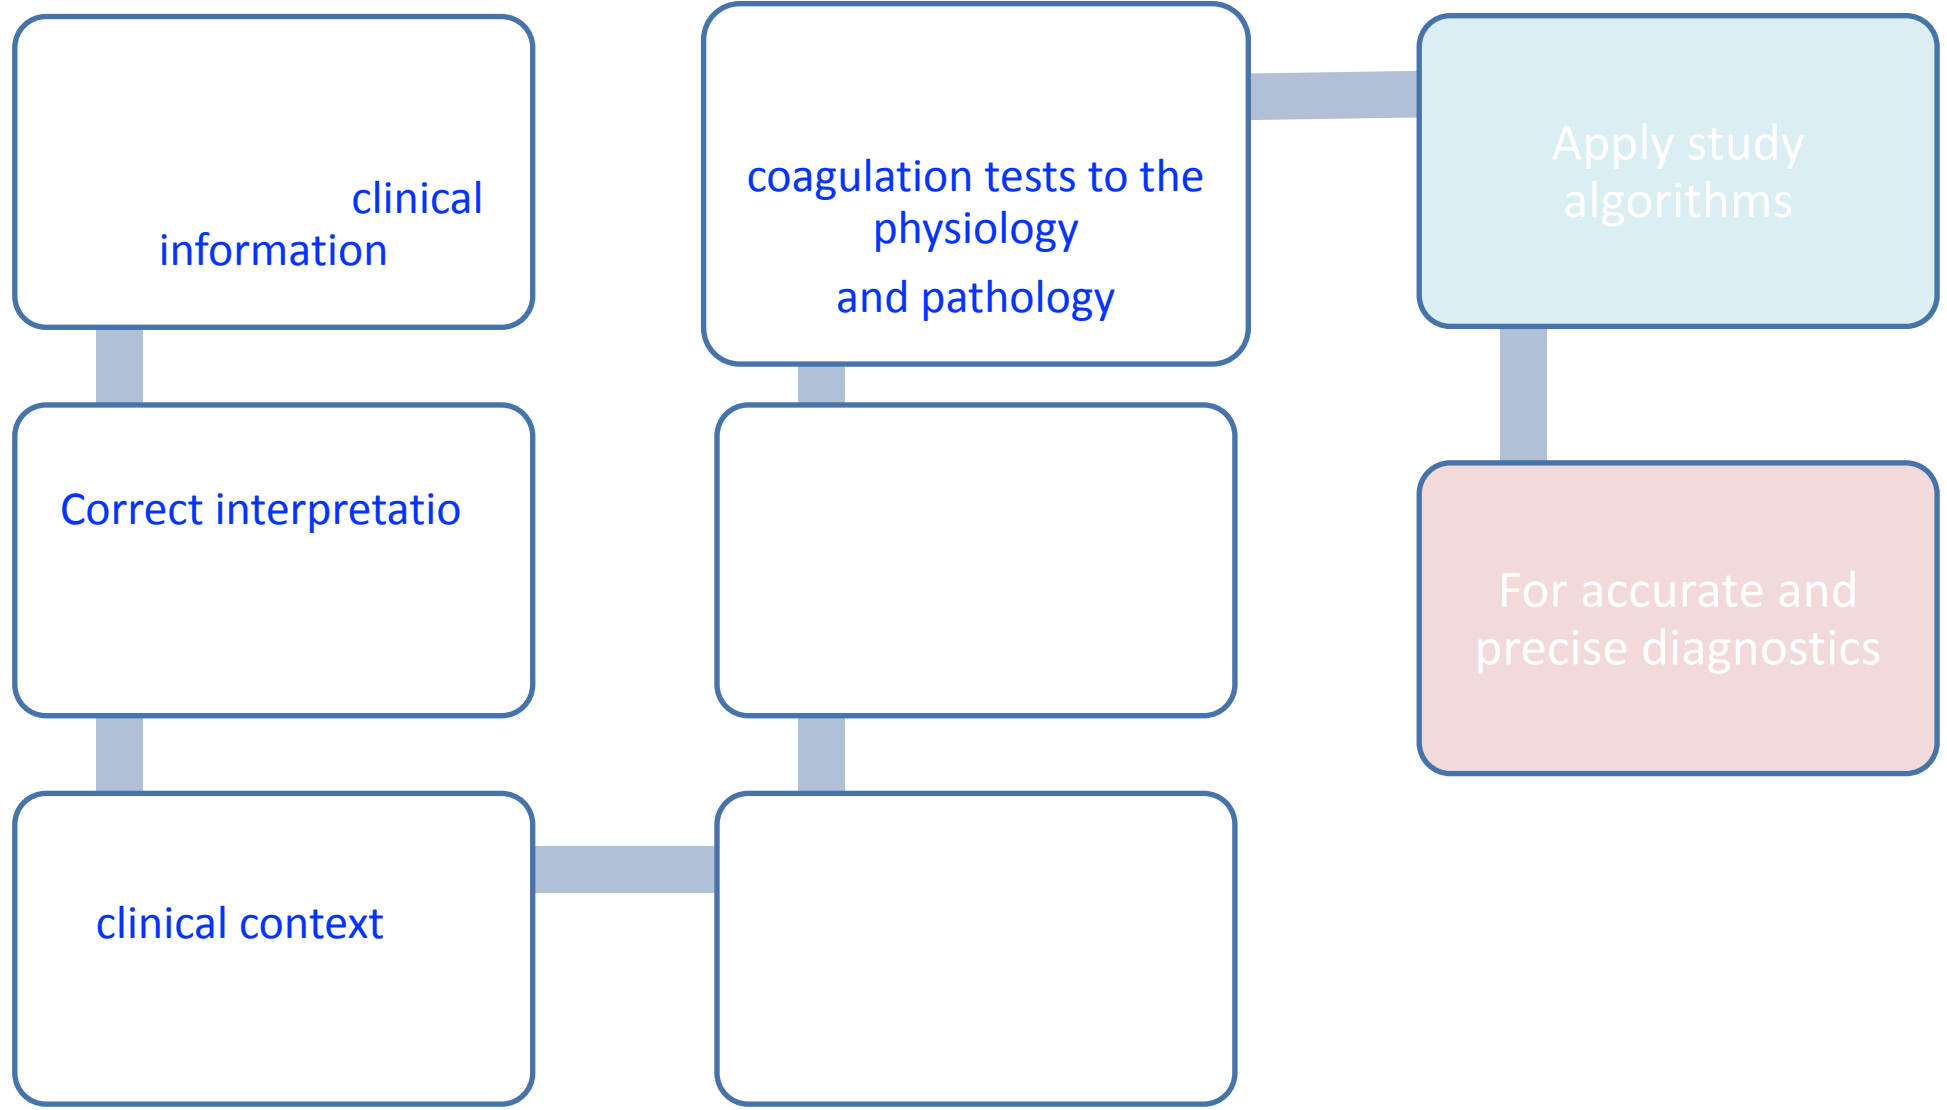 clinical
information
Correct interpretatio
clinical context
coagulation tests to the
physiology
and pathology
Apply study
algorithms
For accurate and
precise diagnostics